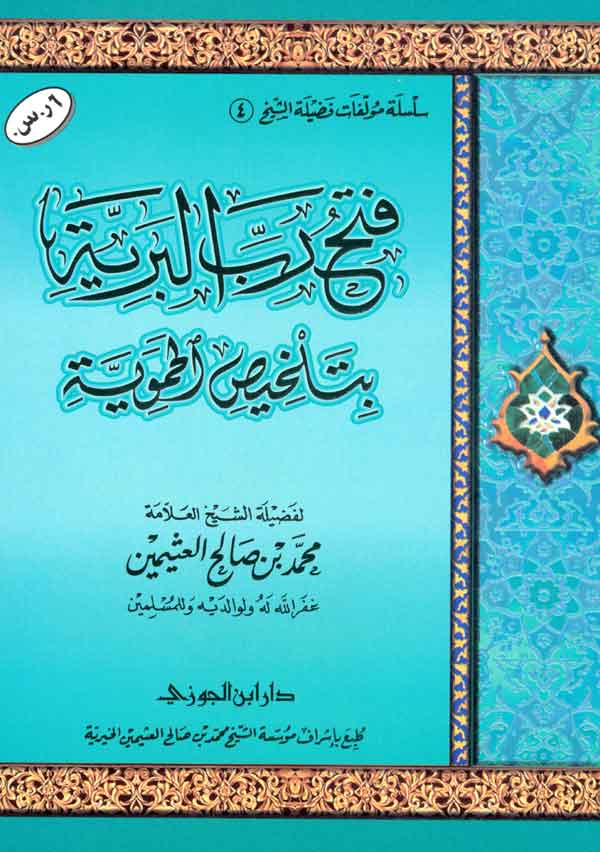 سلسلة مؤلفات فضيلة الشيخ (٤)
٦ ر.س.
فتح رب البرية
بتلخيص الحموية
لفضيلة الشيخ العلامة
محمد بن صالح العثيمين
غفر الله له ولوالديه وللمسلمين
دار ابن الجوزي
طبع بإشراف مؤسسة الشيخ محمد بن صالح العثيمين الخيرية